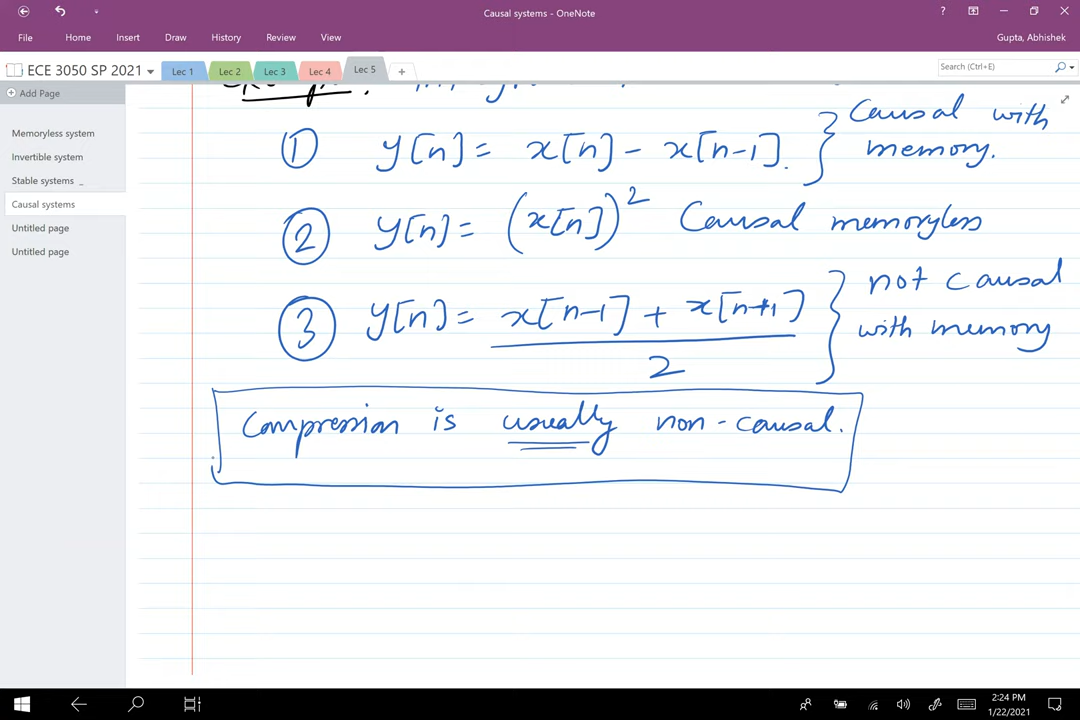 Causal systems - OneNote
?
File Home Insert Draw History Review View Gupta, Abhishek
ECE 3050 SP 2021 Lec 1 Lec 2 Lec 3 Lec 4 Lec 5 + Search (Ctrl+E)
Add Page
Memoryless system
Invertible system
Stable systems _
Causal systems
Untitled page
Untitled page
① y[n] = x[n] - x[n-1]. } Causal with
memory.
② y[n] = (x[n])² Causal memoryless
③ y[n] = x[n-1] + x[n+1] } not causal
2 with memory
Compression is usually non-causal.
2:24 PM
1/22/2021